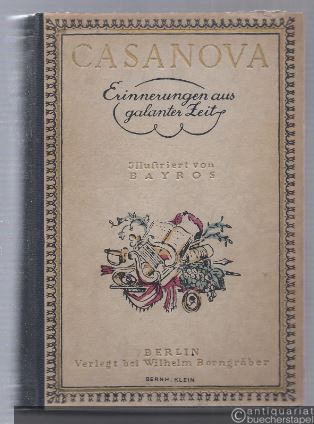 CASANOVA
Erinnerungen aus
galanter Zeit
Illustriert von
BAYROS
BERLIN
Verlegt bei Wilhelm Borngräber
BERNH. KLEIN
antiquariat
buecherstapel